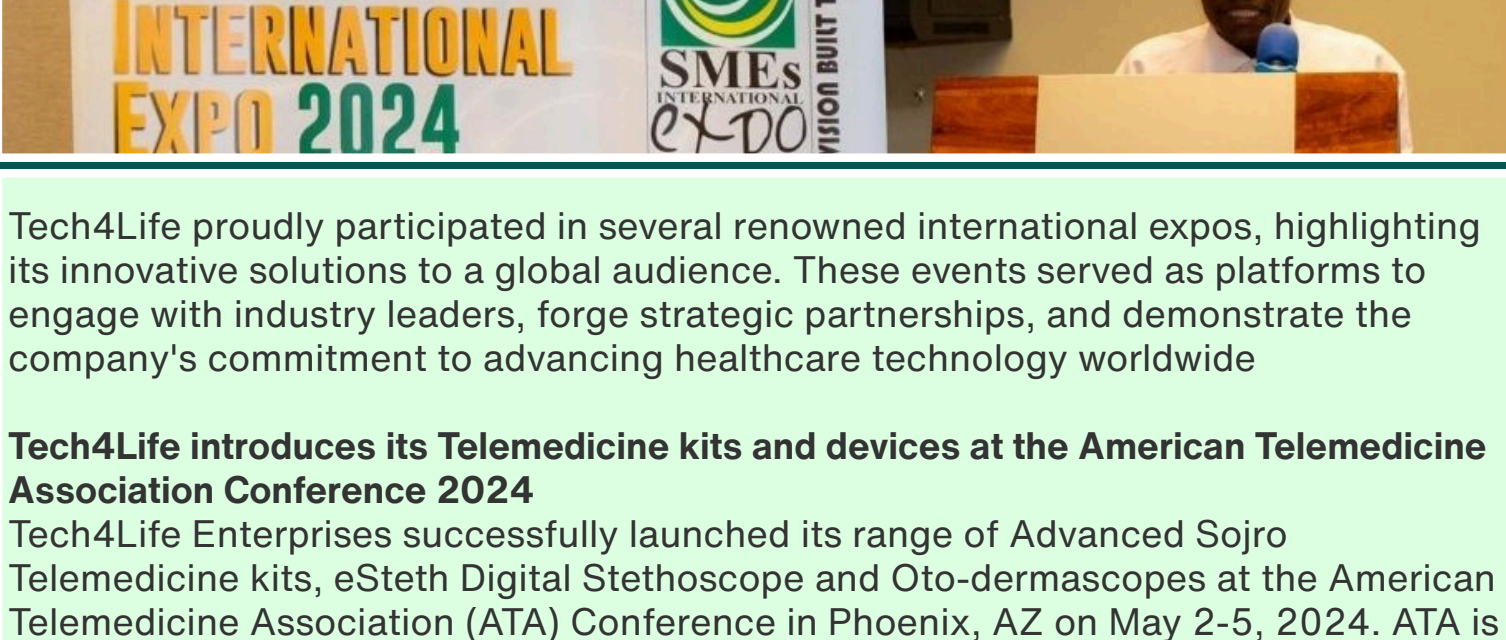 INTERNATIONAL
EXPO 2024
SMEs
INTERNATIONAL
expo
VISION BUILT
Tech4Life proudly participated in several renowned international expos, highlighting
its innovative solutions to a global audience. These events served as platforms to
engage with industry leaders, forge strategic partnerships, and demonstrate the
company's commitment to advancing healthcare technology worldwide
Tech4Life introduces its Telemedicine kits and devices at the American Telemedicine
Association Conference 2024
Tech4Life Enterprises successfully launched its range of Advanced Sojro
Telemedicine kits, eSteth Digital Stethoscope and Oto-dermascopes at the American
Telemedicine Association (ATA) Conference in Phoenix, AZ on May 2-5, 2024. ATA is